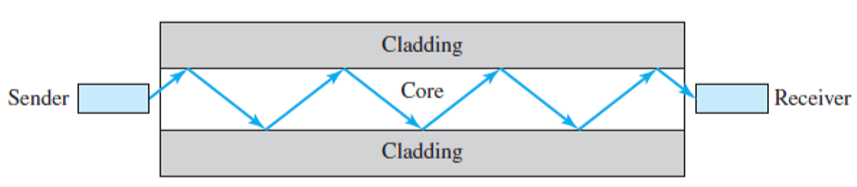 Cladding
Sender
Core
Receiver
Cladding